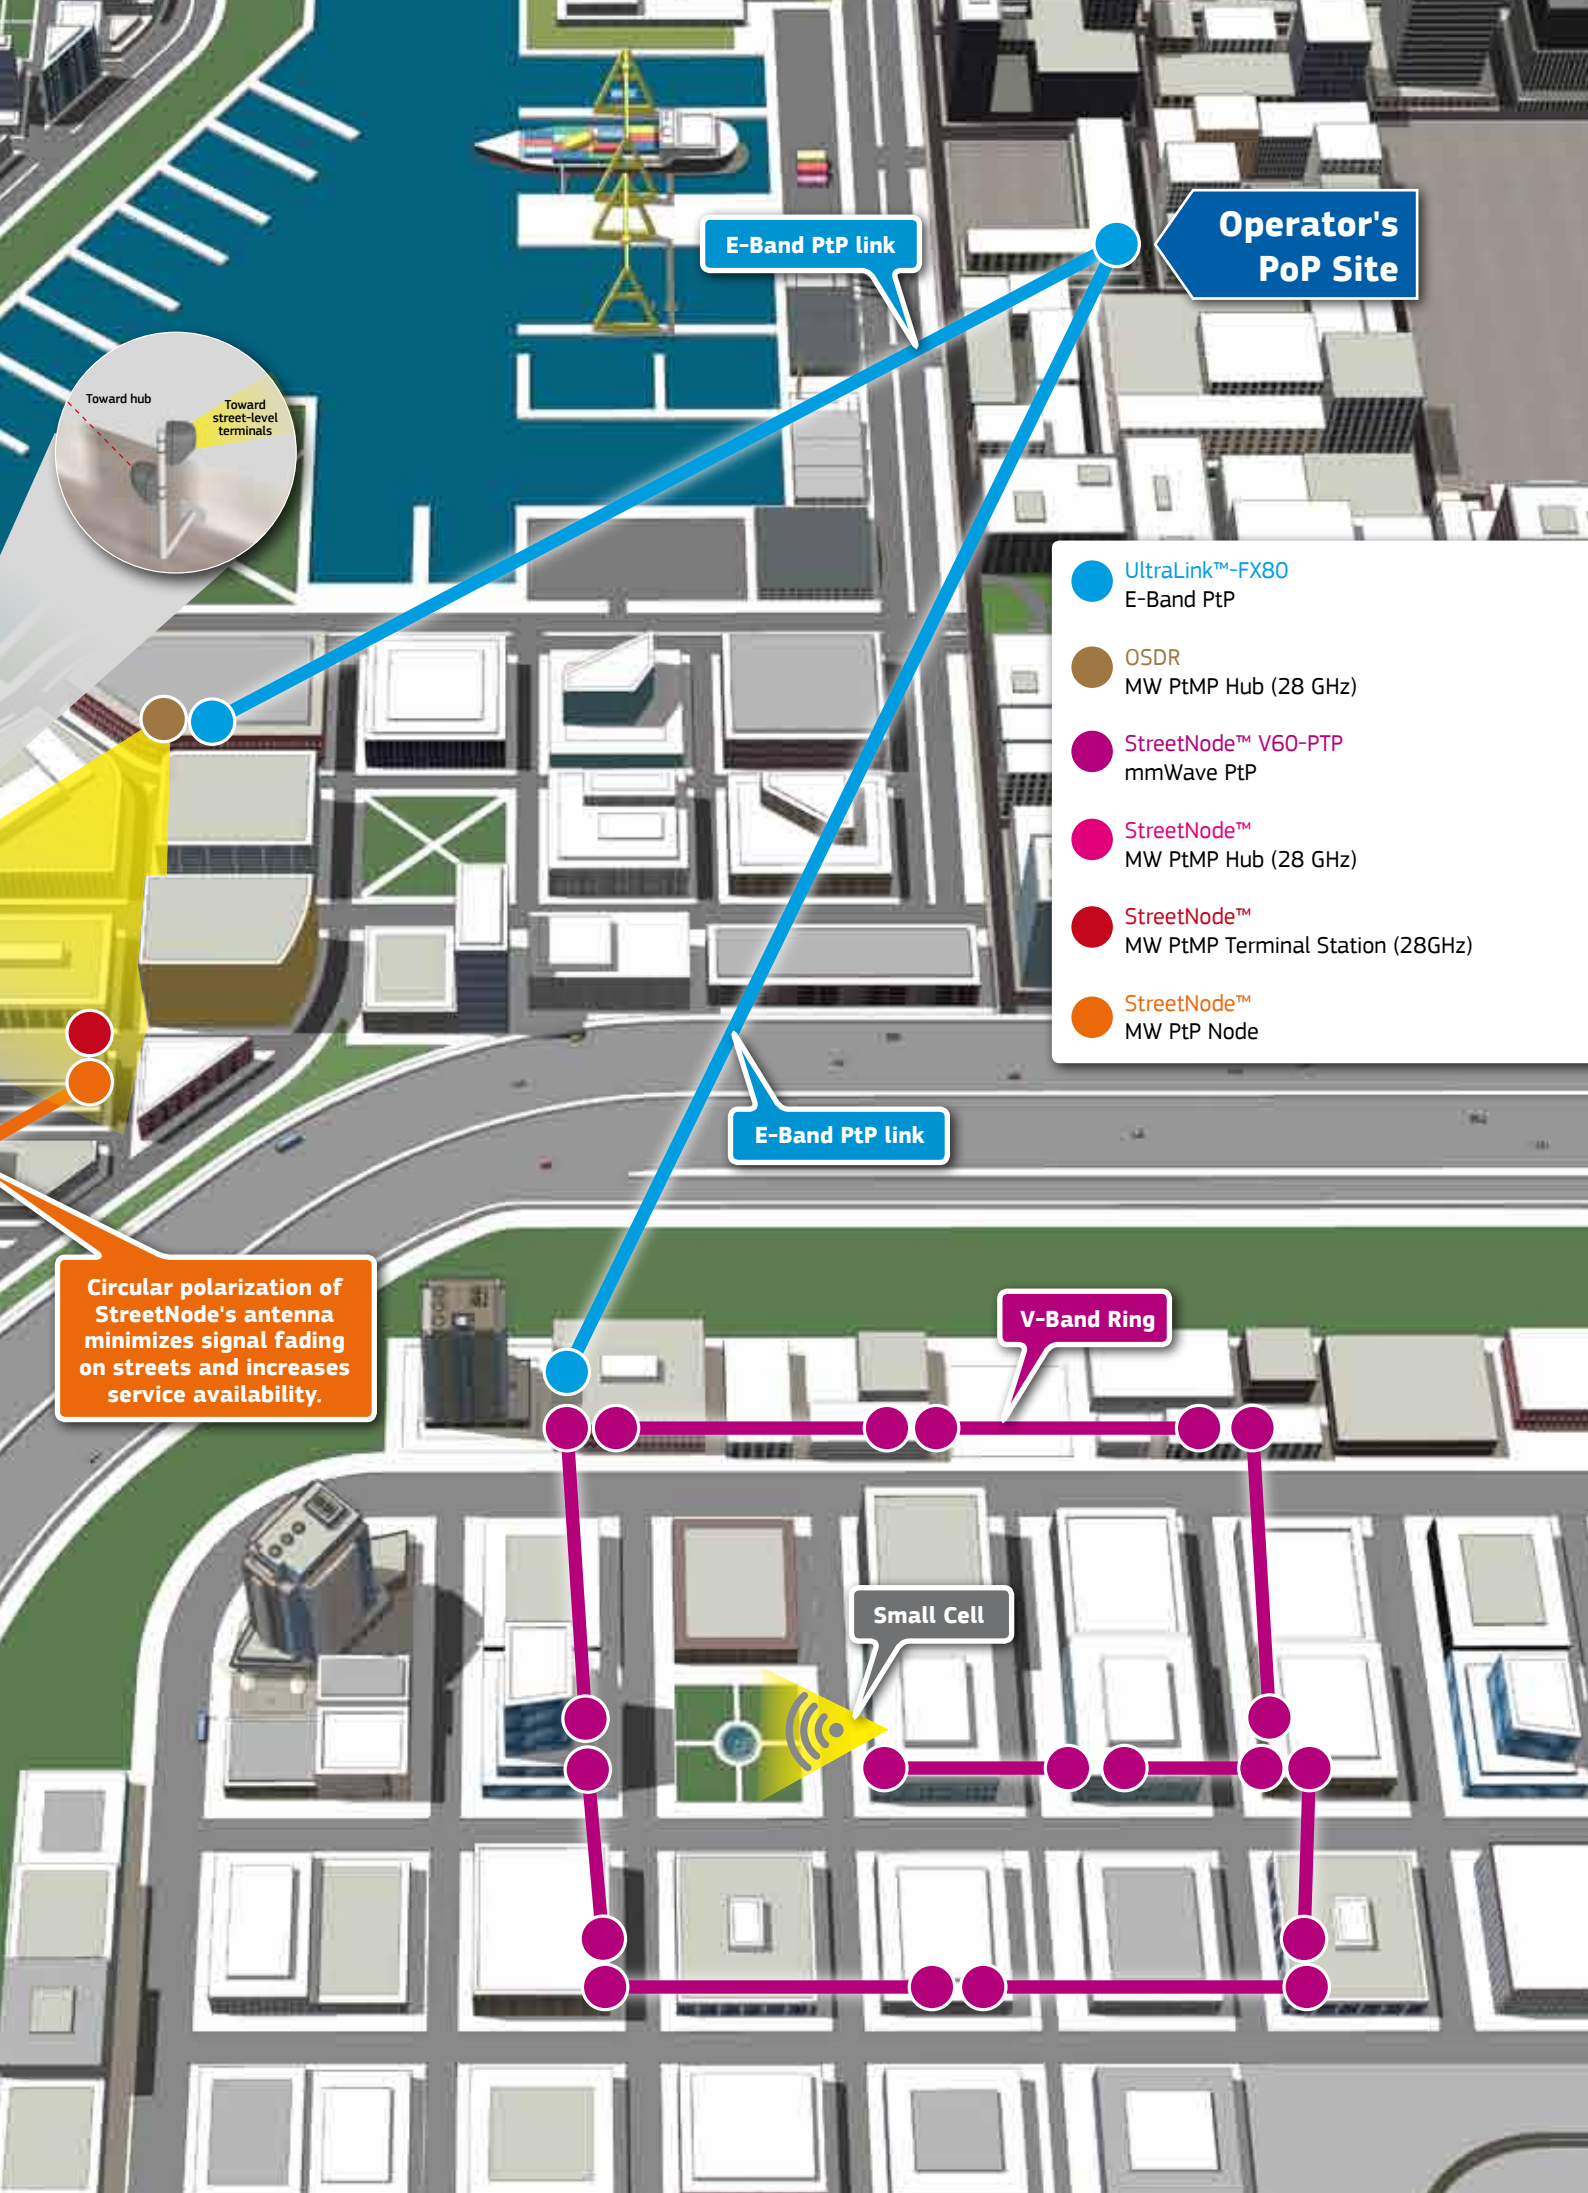 Operator's
PoP Site
E-Band PtP link
Toward hub
Toward
street-level
terminals
UltraLink™-FX80
E-Band PtP
OSDR
MW PtMP Hub (28 GHz)
StreetNode™ V60-PTP
mmWave PtP
StreetNode™
MW PtMP Hub (28 GHz)
StreetNode™
MW PtMP Terminal Station (28GHz)
StreetNode™
MW PtP Node
E-Band PtP link
Circular polarization of
StreetNode's antenna
minimizes signal fading
on streets and increases
service availability.
V-Band Ring
Small Cell